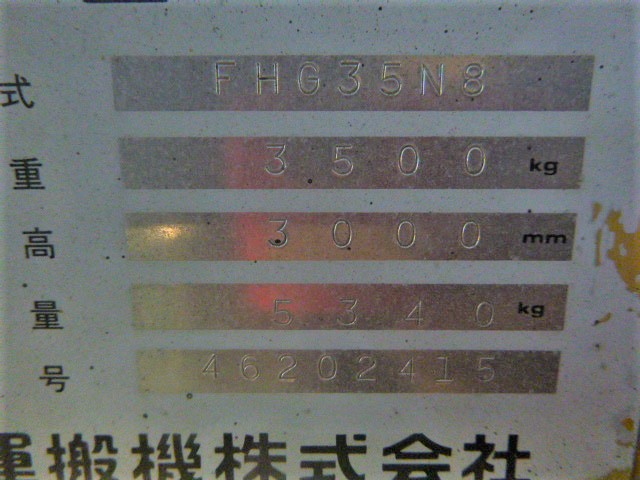 式 FHG35N8
重 3500 kg
高 3000 mm
量 5340 kg
号 46202415
運搬機株式会社